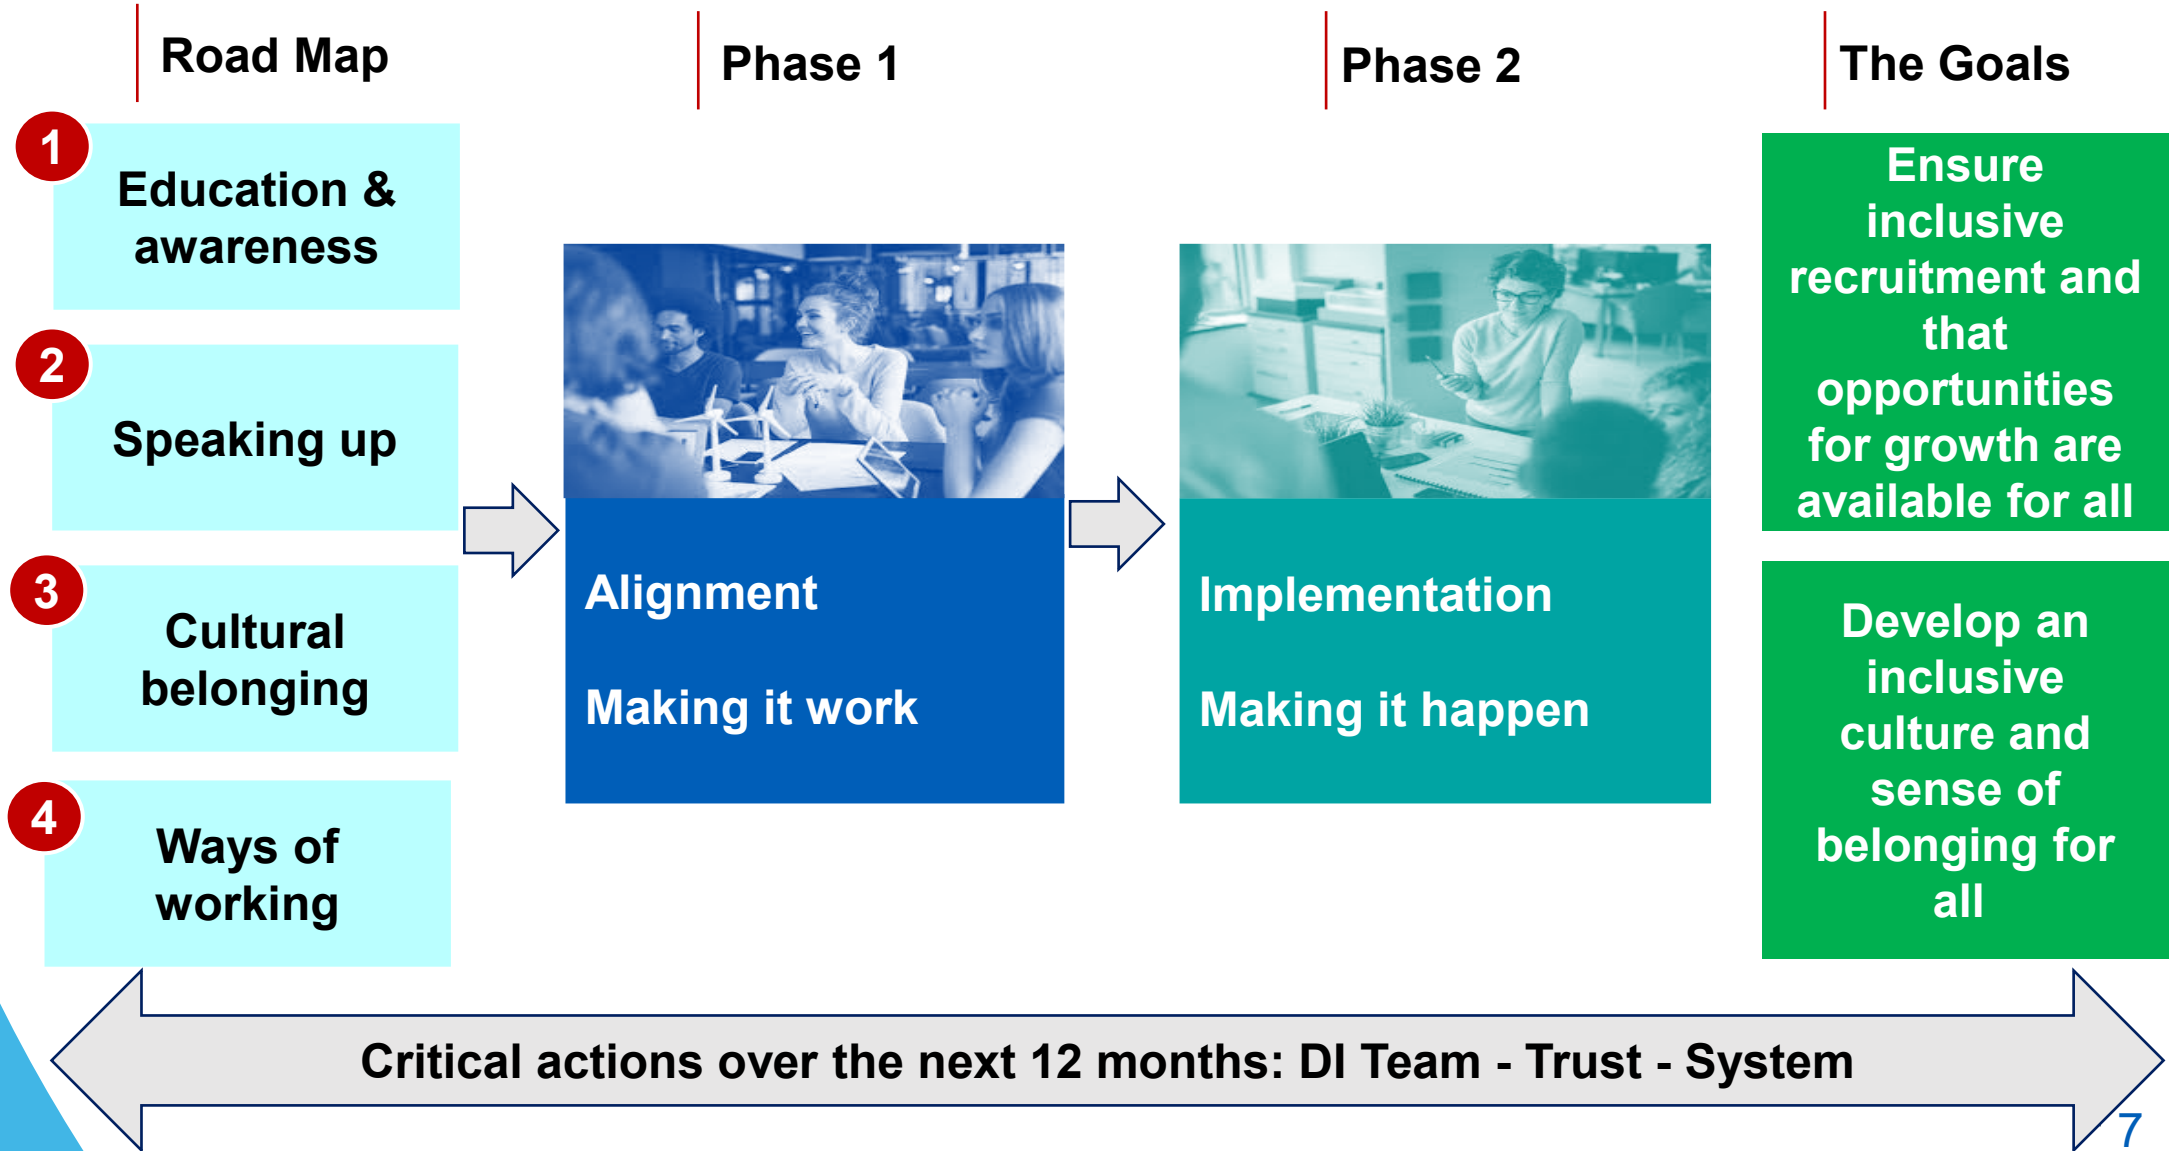 Road Map
Phase 1
Phase 2
The Goals
1
Education &
awareness
2
Speaking up
3
Cultural
belonging
4
Ways of
working
Alignment
Making it work
Implementation
Making it happen
Ensure
inclusive
recruitment and
that
opportunities
for growth are
available for all
Develop an
inclusive
culture and
sense of
belonging for
all
Critical actions over the next 12 months: DI Team - Trust - System
7